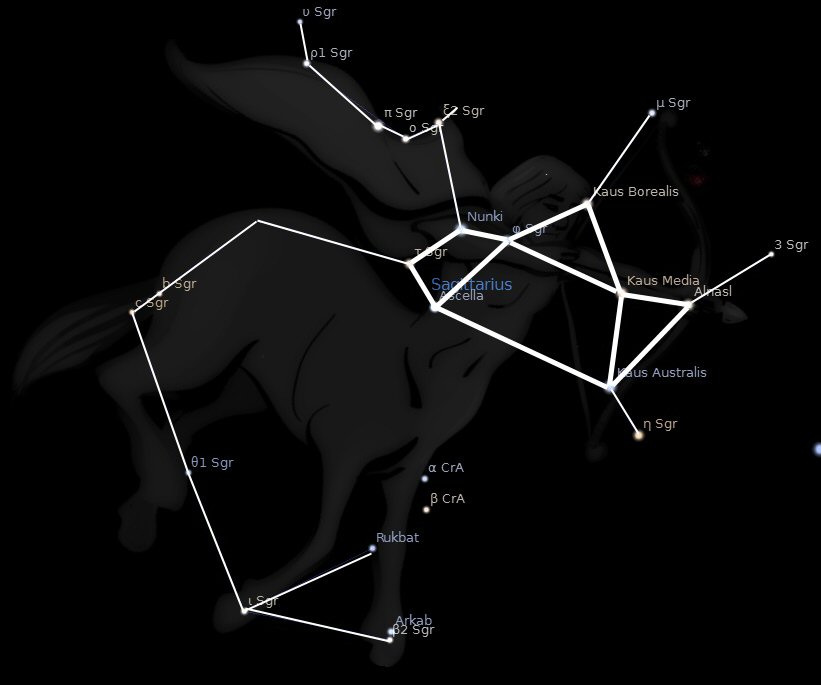 υ Sgr
ρ1 Sgr
π Sgr
ο Sgr
ξ2 Sgr
μ Sgr
Kaus Borealis
Nunki
φ Sgr
3 Sgr
τ Sgr
Kaus Media
Sagittarius
Alnasl
Ascella
b Sgr
ς Sgr
Kaus Australis
η Sgr
θ1 Sgr
α CrA
β CrA
Rukbat
ι Sgr
Arkab
β2 Sgr